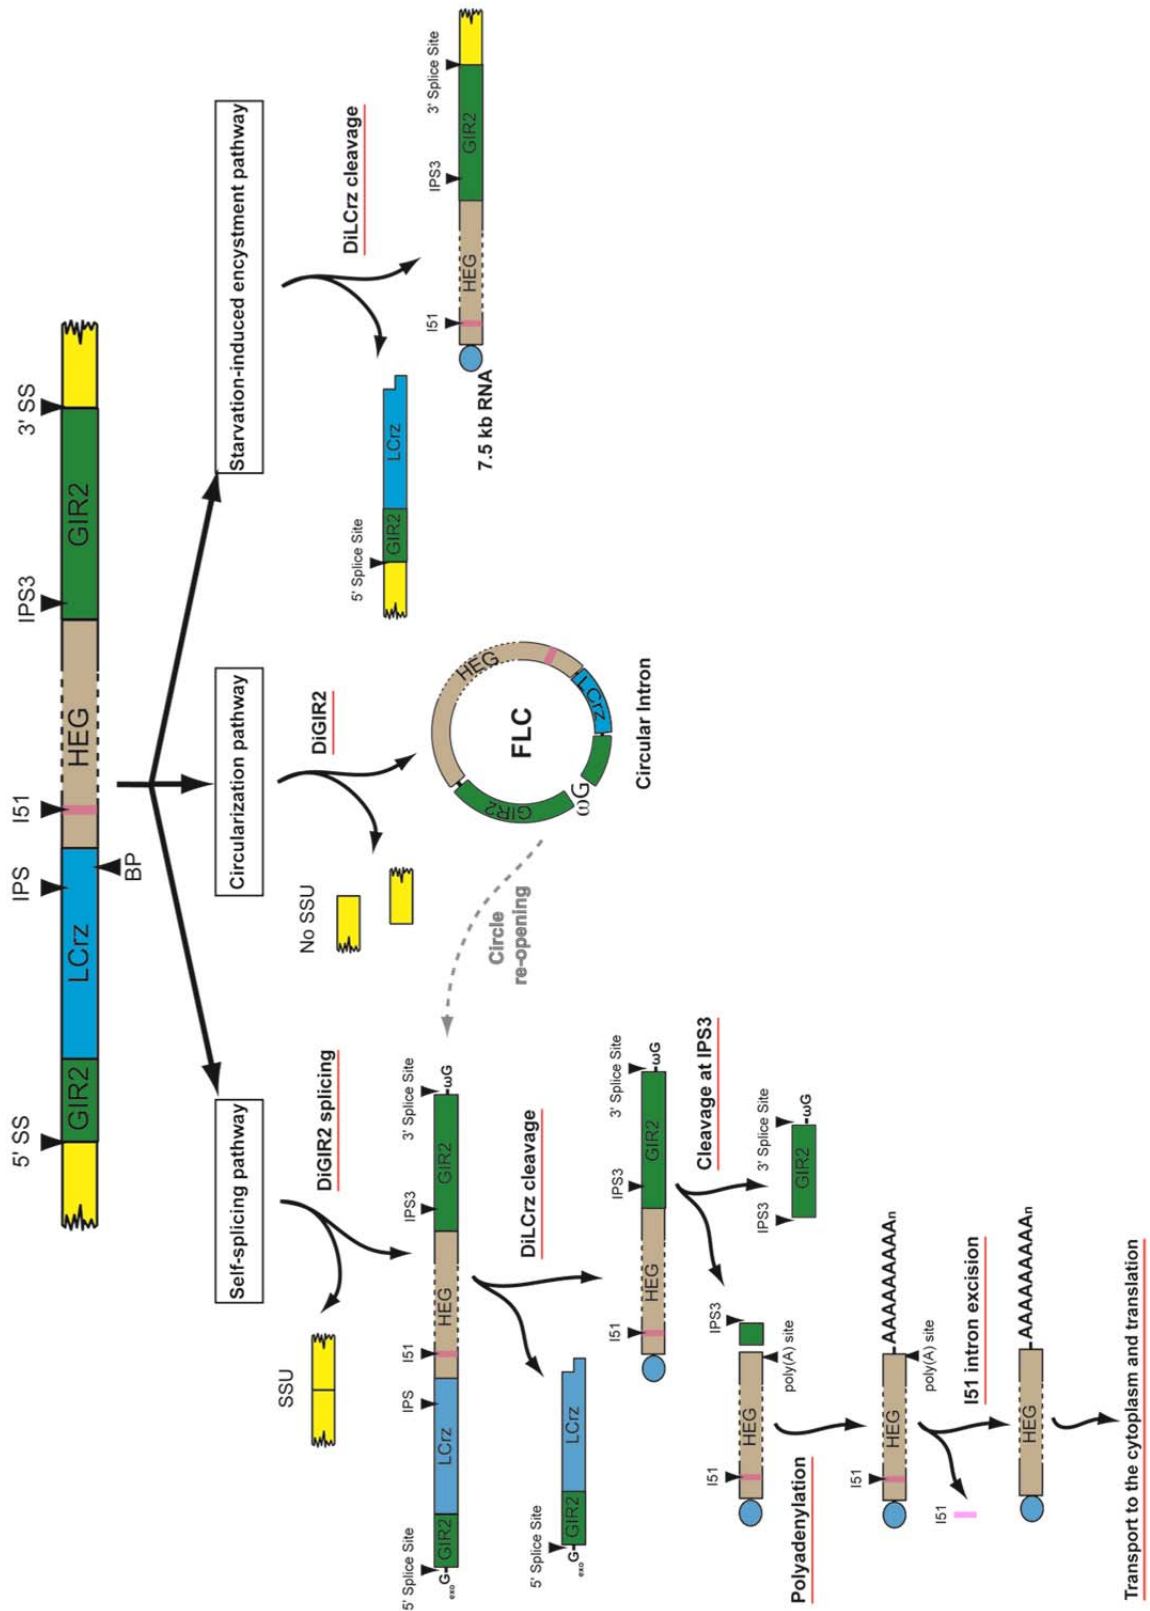 5' SS
IPS
I51
IPS3
3' SS
GIR2
LCrz
HEG
GIR2
BP
Self-splicing pathway
Circularization pathway
Starvation-induced encystment pathway
DiGIR2 splicing
SSU
5' Splice Site
IPS
I51
IPS3
3' Splice Site
exoG
GIR2
LCrz
HEG
GIR2
ωG
DiLCrz cleavage
5' Splice Site
exoG
GIR2
LCrz
I51
IPS3
3' Splice Site
HEG
GIR2
ωG
Cleavage at IPS3
I51
IPS3
HEG
poly(A) site
IPS3
3' Splice Site
GIR2
ωG
Polyadenylation
I51
HEG
AAAAAAAAAn
poly(A) site
I51 intron excision
I51
HEG
AAAAAAAAAn
Transport to the cytoplasm and translation
DiGIR2
No SSU
HEG
LCrz
GIR2
ωG
FLC
Circular Intron
Circle
re-opening
DiLCrz cleavage
5' Splice Site
GIR2
LCrz
I51
IPS3
3' Splice Site
HEG
GIR2
7.5 kb RNA